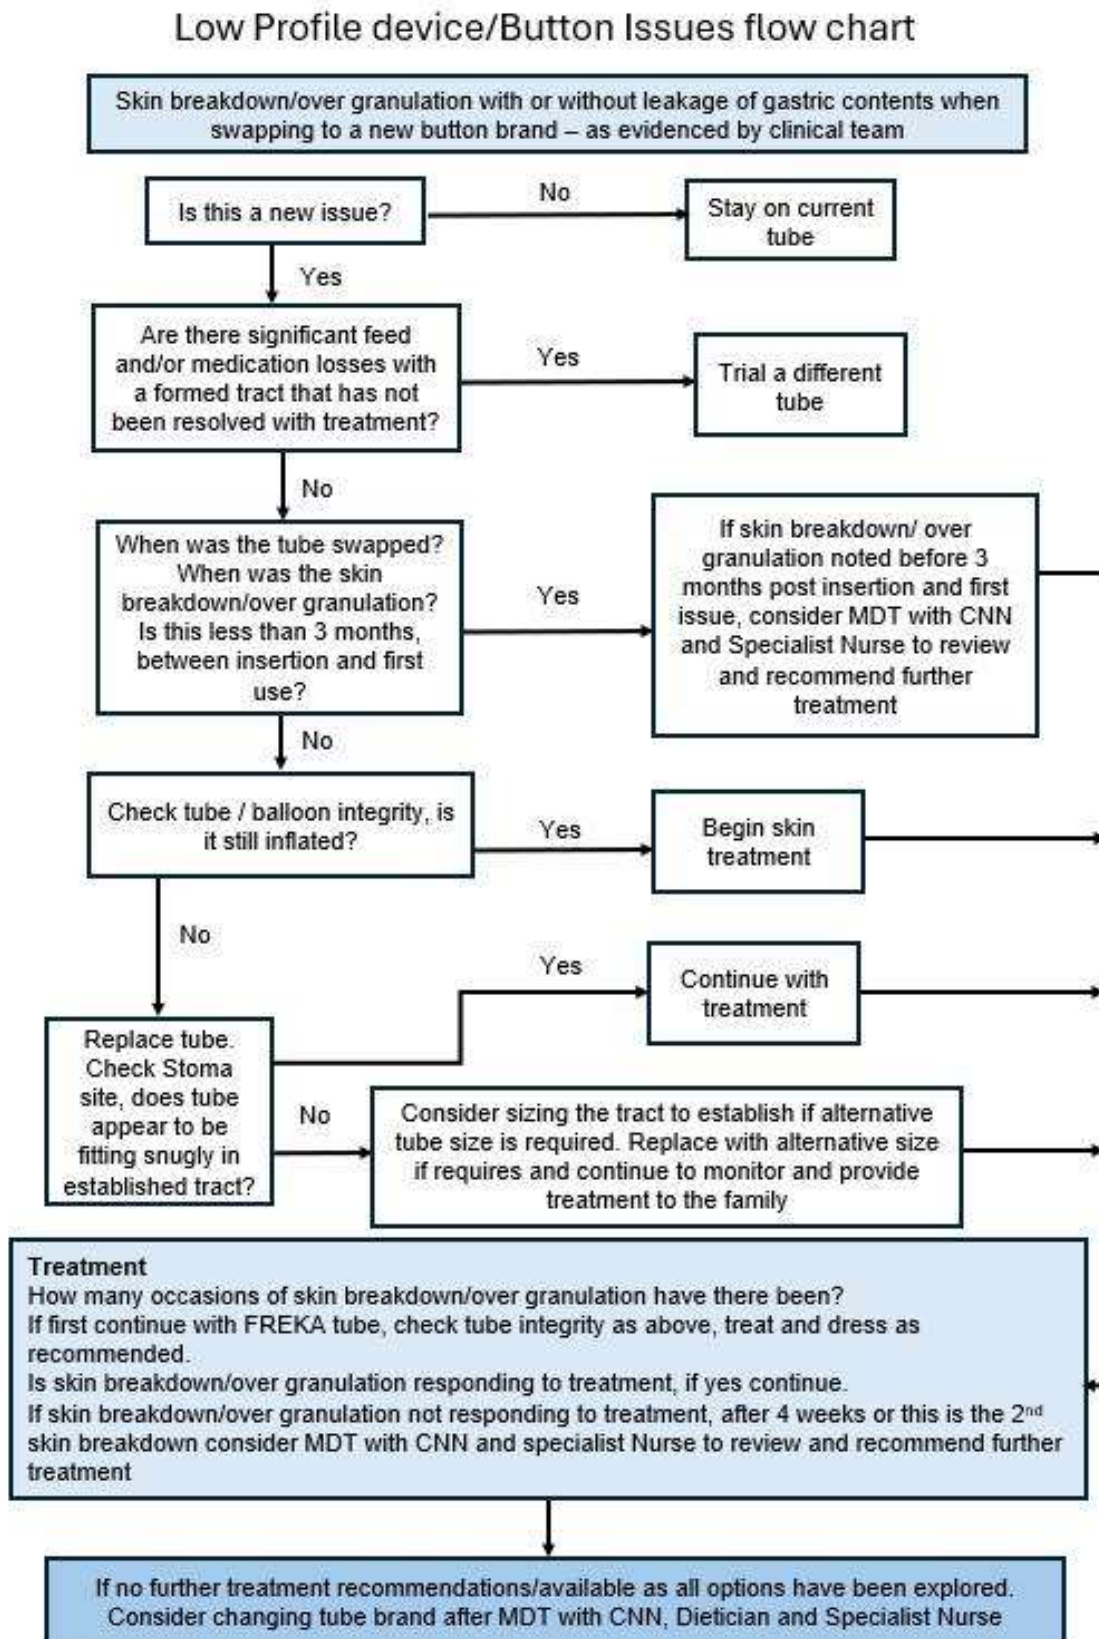 Low Profile device/Button Issues flow chart
Skin breakdown/over granulation with or without leakage of gastric contents when
swapping to a new button brand – as evidenced by clinical team
Is this a new issue?
No
Stay on current
tube
Yes
Are there significant feed
and/or medication losses with
a formed tract that has not
been resolved with treatment?
Yes
Trial a different
tube
No
When was the tube swapped?
When was the skin
breakdown/over granulation?
Is this less than 3 months,
between insertion and first
use?
Yes
If skin breakdown/ over
granulation noted before 3
months post insertion and first
issue, consider MDT with CNN
and Specialist Nurse to review
and recommend further
treatment
No
Check tube / balloon integrity, is
it still inflated?
Yes
Begin skin
treatment
No
Replace tube.
Check Stoma
site, does tube
appear to be
fitting snugly in
established tract?
Yes
Continue with
treatment
No
Consider sizing the tract to establish if alternative
tube size is required. Replace with alternative size
if requires and continue to monitor and provide
treatment to the family
Treatment
How many occasions of skin breakdown/over granulation have there been?
If first continue with FREKA tube, check tube integrity as above, treat and dress as
recommended.
Is skin breakdown/over granulation responding to treatment, if yes continue.
If skin breakdown/over granulation not responding to treatment, after 4 weeks or this is the 2nd
skin breakdown consider MDT with CNN and specialist Nurse to review and recommend further
treatment
If no further treatment recommendations/available as all options have been explored.
Consider changing tube brand after MDT with CNN, Dietician and Specialist Nurse